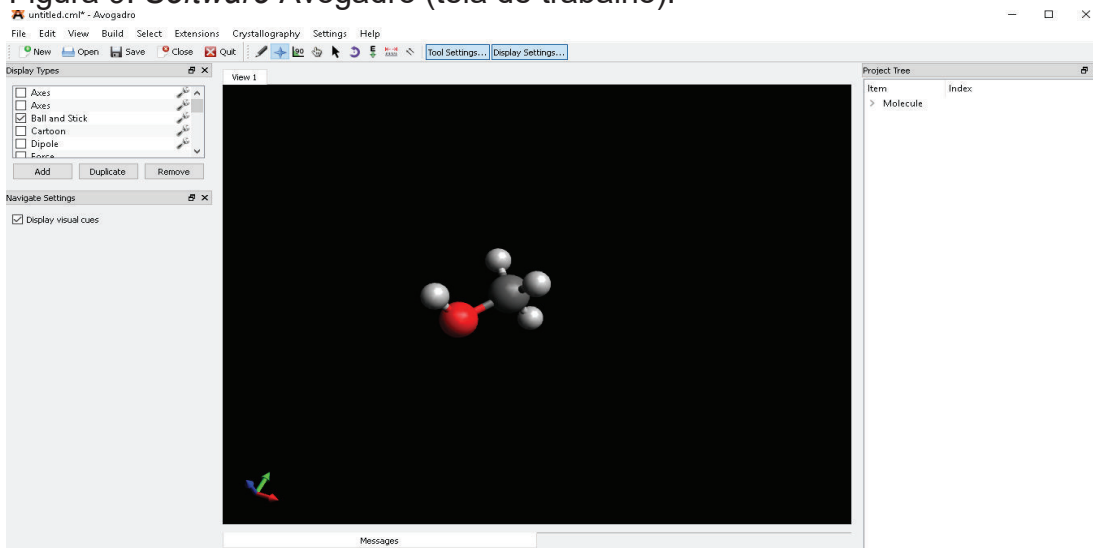 Figura 9. Software Avogadro (tela de trabalho).
untitled.cml* - Avogadro
File Edit View Build Select Extensions Crystallography Settings Help
New Open Save Close Quit Tool Settings... Display Settings...
Display Types
Axes
Axes
Ball and Stick
Cartoon
Dipole
Force
Add Duplicate Remove
Navigate Settings
Display visual cues
View 1
Messages
Project Tree
Item Index
Molecule